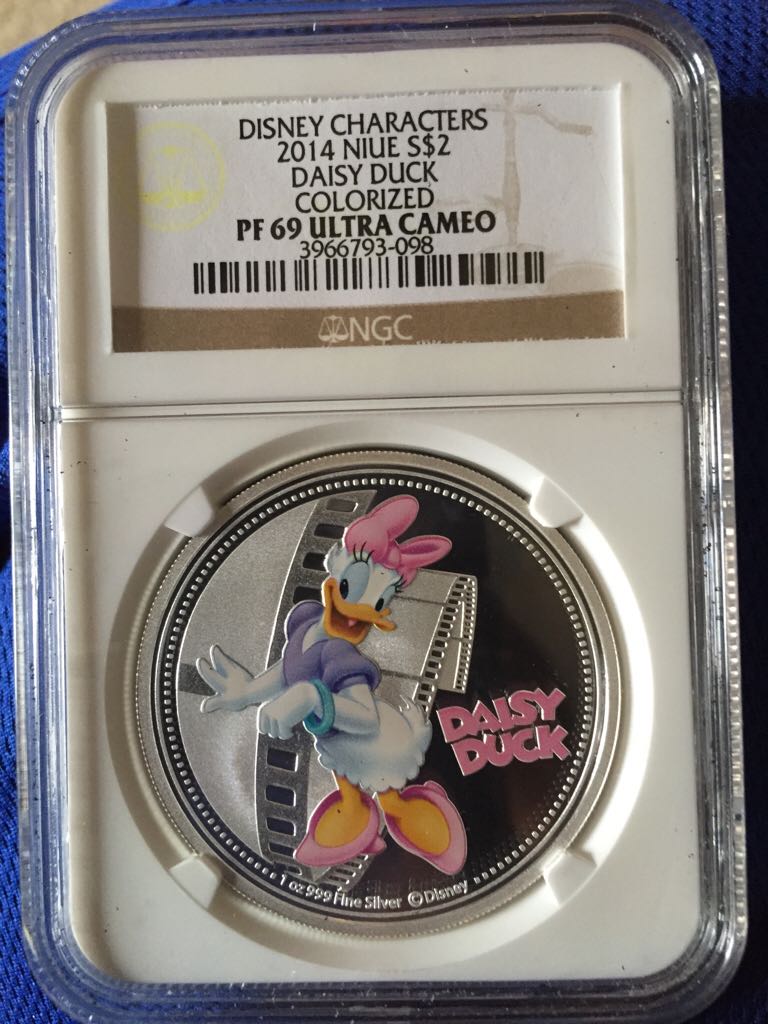 DISNEY CHARACTERS
2014 NIUE S$2
DAISY DUCK
COLORIZED
PF 69 ULTRA CAMEO
3966793-098
NGC
DAISY
DUCK
1 oz 999 Fine Silver © Disney